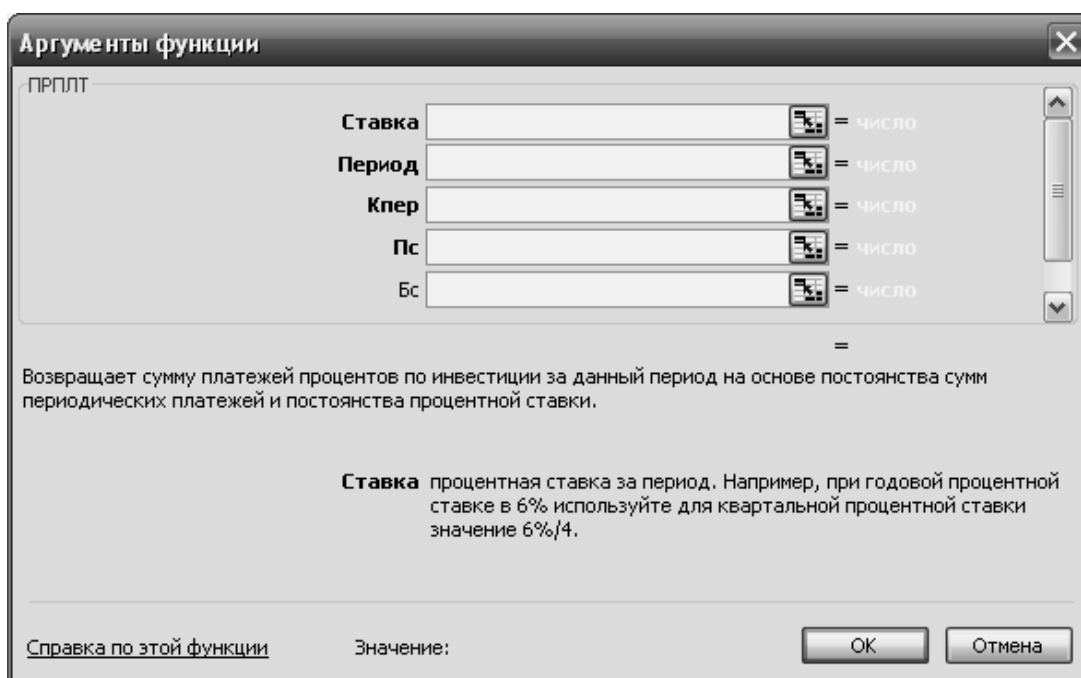 Аргументы функции
ПРПЛТ
Ставка = число
Период = число
Кпер = число
Пс = число
Бс = число
=
Возвращает сумму платежей процентов по инвестиции за данный период на основе постоянства сумм
периодических платежей и постоянства процентной ставки.
Ставка процентная ставка за период. Например, при годовой процентной
ставке в 6% используйте для квартальной процентной ставки
значение 6%/4.
Справка по этой функции Значение: ОК Отмена